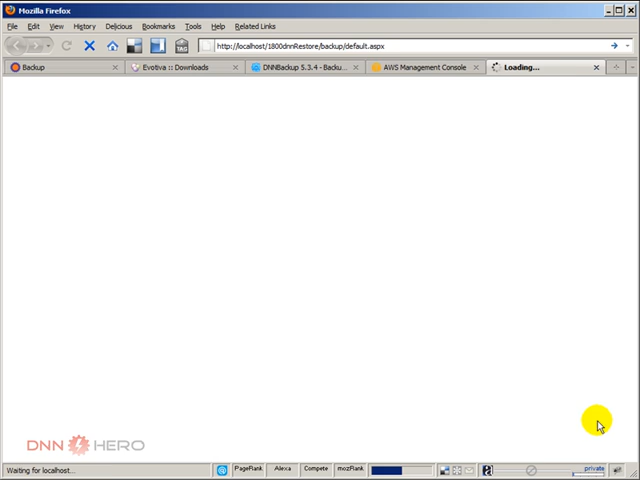 Mozilla Firefox
File Edit View History Delicious Bookmarks Tools Help Related Links
TAG http://localhost/1800dnnRestore/backup/default.aspx
Backup Evotiva :: Downloads DNNBackup 5.3.4 - Backu... AWS Management Console Loading...
DNN HERO
Waiting for localhost... PageRank Alexa Compete mozRank private